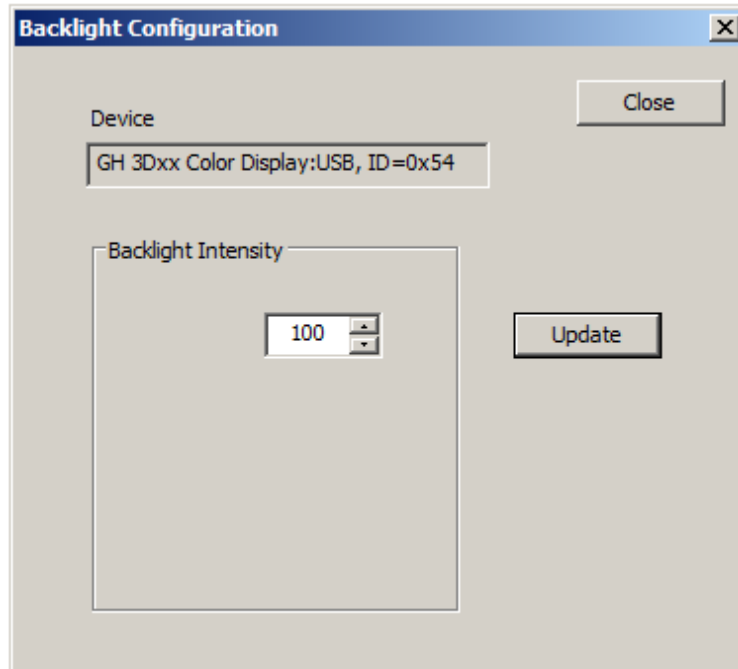 Backlight Configuration
Close
Device
GH 3Dxx Color Display:USB, ID=0x54
Backlight Intensity
100
Update